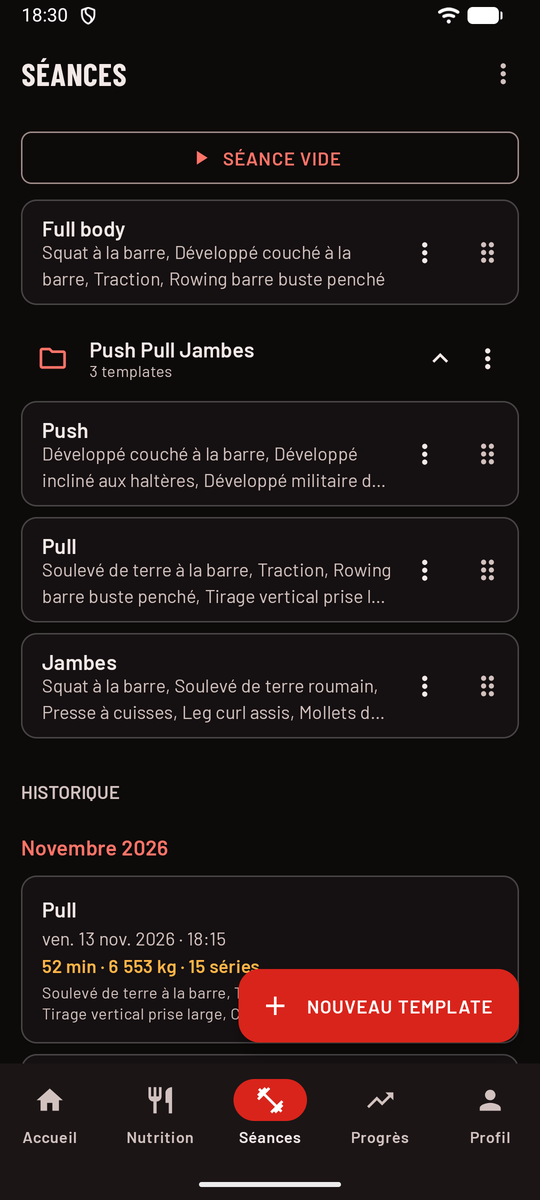 18:30
SÉANCES
SÉANCE VIDE
Full body
Squat à la barre, Développé couché à la
barre, Traction, Rowing barre buste penché
Push Pull Jambes
3 templates
Push
Développé couché à la barre, Développé
incliné aux haltères, Développé militaire d...
Pull
Soulevé de terre à la barre, Traction, Rowing
barre buste penché, Tirage vertical prise l...
Jambes
Squat à la barre, Soulevé de terre roumain,
Presse à cuisses, Leg curl assis, Mollets d...
HISTORIQUE
Novembre 2026
Pull
ven. 13 nov. 2026 · 18:15
52 min · 6 553 kg · 15 séries
Soulevé de terre à la barre,
Tirage vertical prise large,
NOUVEAU TEMPLATE
Accueil
Nutrition
Séances
Progrès
Profil